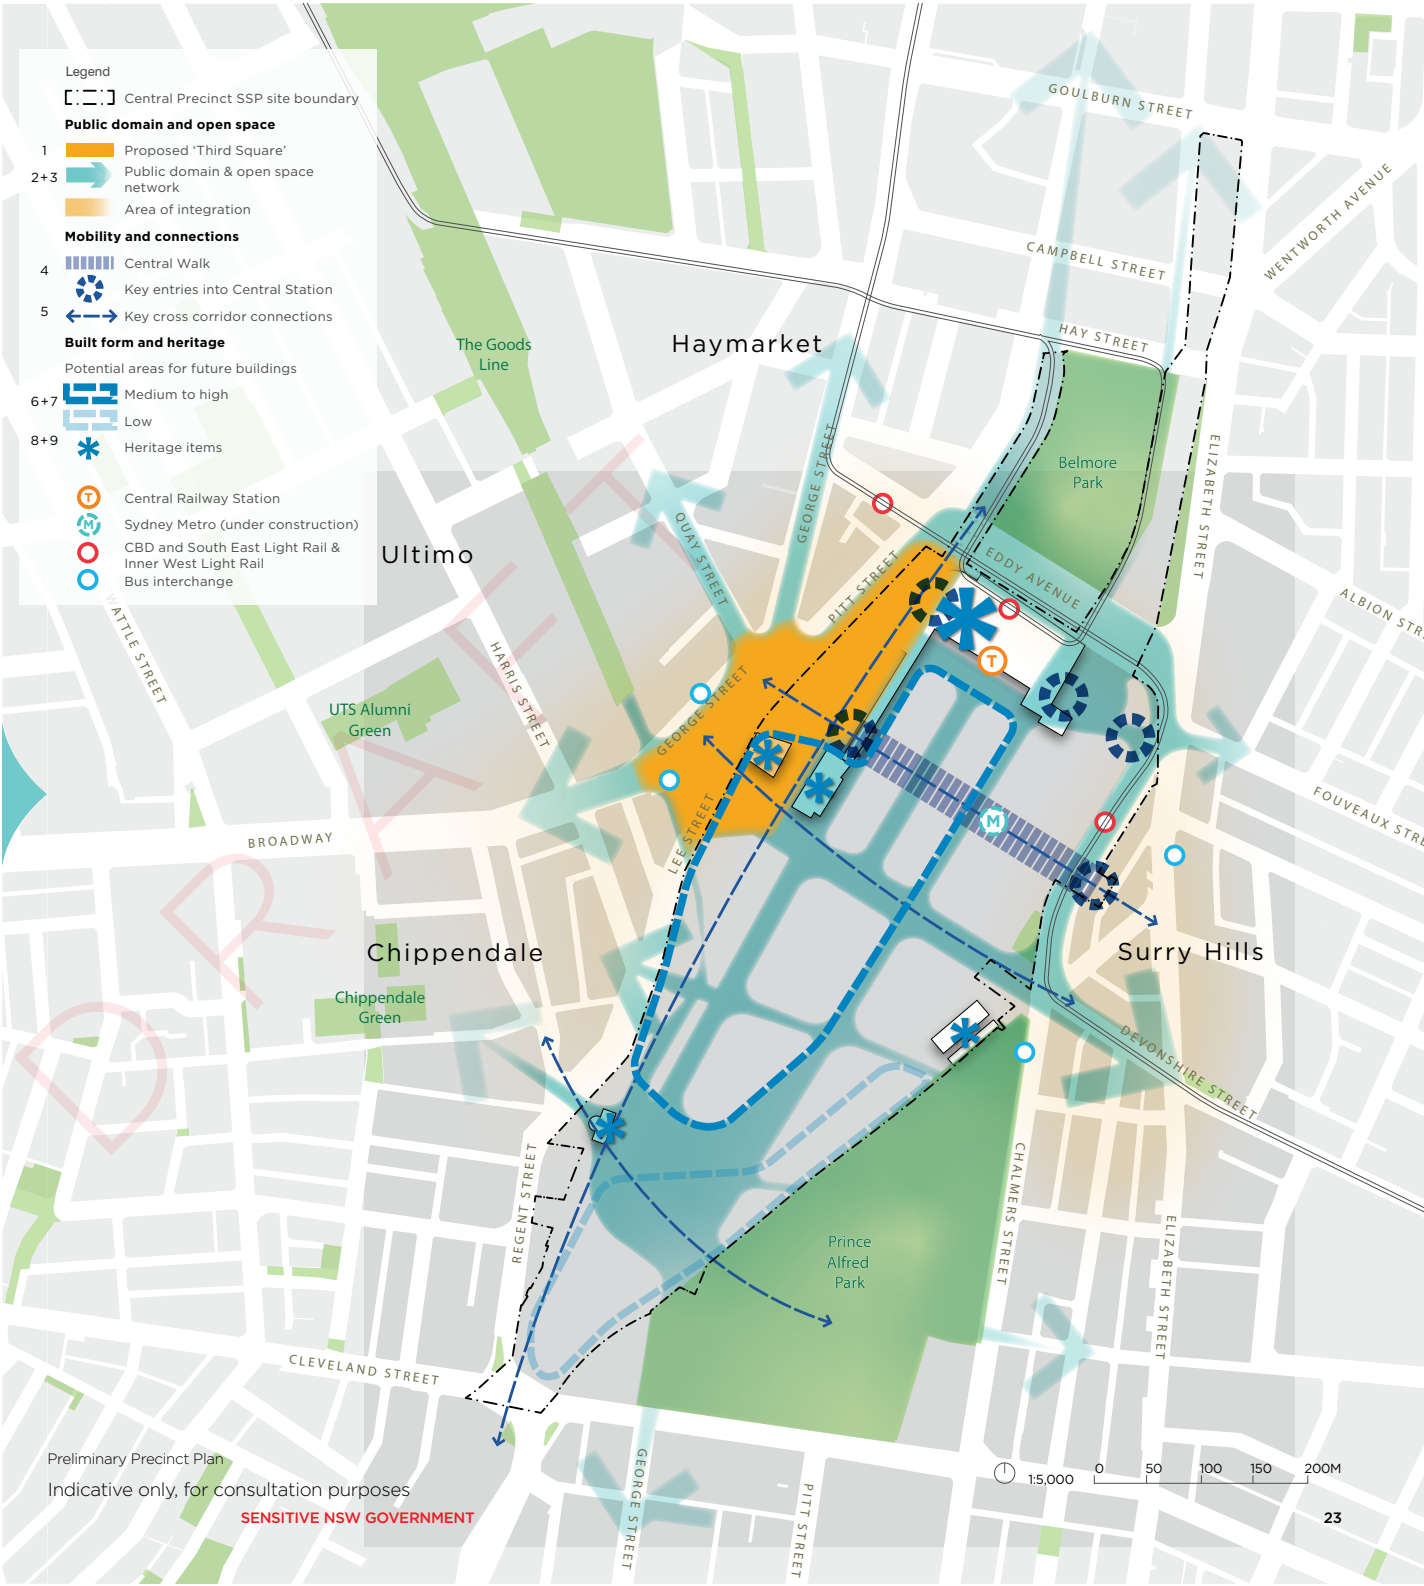 Legend
Central Precinct SSP site boundary
Public domain and open space
1
Proposed ‘Third Square’
2+3
Public domain & open space
network
Area of integration
Mobility and connections
4
Central Walk
Key entries into Central Station
5
Key cross corridor connections
Built form and heritage
Potential areas for future buildings
6+7
Medium to high
Low
8+9
Heritage items
T
Central Railway Station
M
Sydney Metro (under construction)
CBD and South East Light Rail &
Inner West Light Rail
Bus interchange
GOULBURN STREET
WENTWORTH AVENUE
CAMPBELL STREET
HAY STREET
Haymarket
The Goods
Line
Belmore
Park
ELIZABETH STREET
GEORGE STREET
QUAY STREET
PITT STREET
EDDY AVENUE
Ultimo
ALBION STR
WATTLE STREET
HARRIS STREET
UTS Alumni
Green
GEORGE STREET
T
LEE STREET
M
FOUVEAUX STRE
BROADWAY
Chippendale
Surry Hills
Chippendale
Green
DEVONSHIRE STREET
REGENT STREET
CHALMERS STREET
Prince
Alfred
Park
ELIZABETH STREET
CLEVELAND STREET
GEORGE STREET
PITT STREET
DRAFT
Preliminary Precinct Plan
Indicative only, for consultation purposes
SENSITIVE NSW GOVERNMENT
1:5,000
0 50 100 150 200M
23